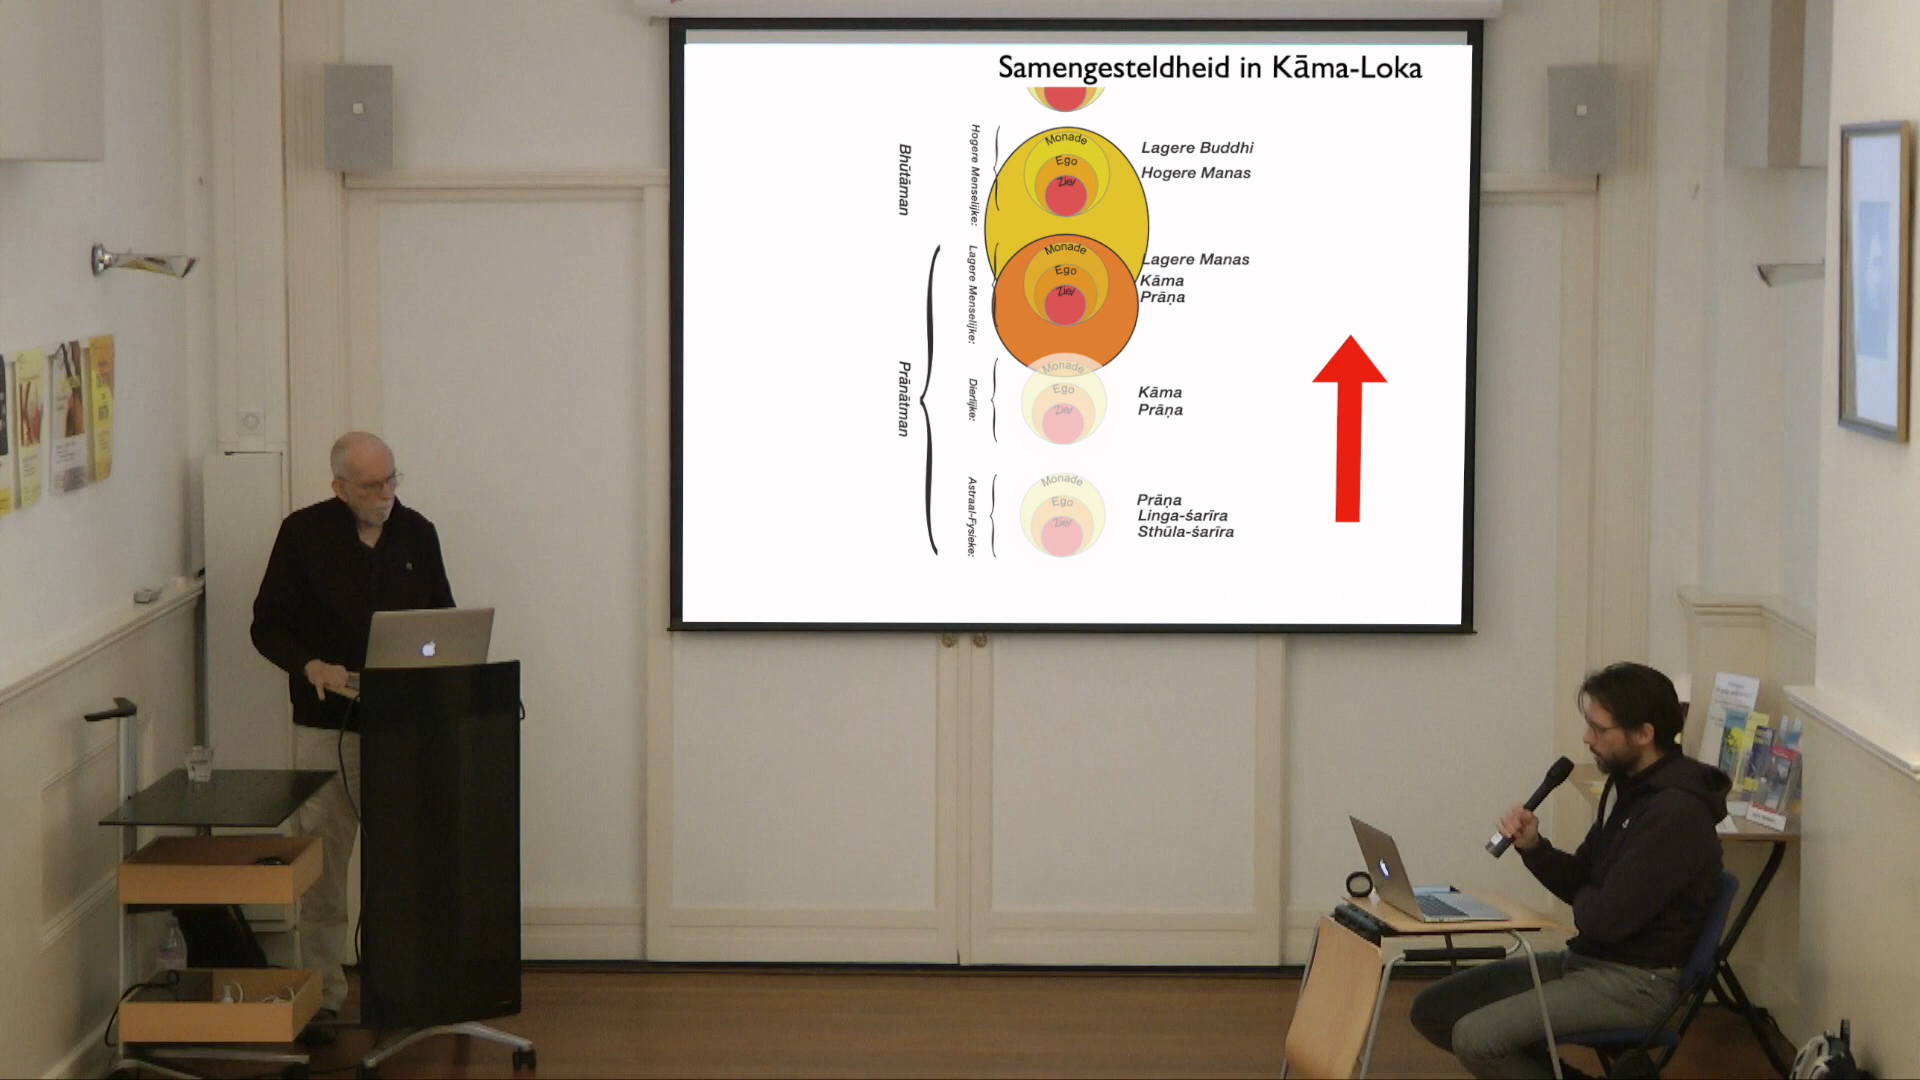 Samengesteldheid in Kāma-Loka
Bhūtāman
Hogere Menselijke:
Monade
Ego
Ziel
Lagere Buddhi
Hogere Manas
Prānātman
Lagere Menselijke:
Monade
Ego
Ziel
Lagere Manas
Kāma
Prāṇa
Dierlijke:
Monade
Ego
Ziel
Kāma
Prāṇa
Astraal-Fysieke:
Monade
Ego
Ziel
Prāṇa
Linga-śarīra
Sthūla-śarīra